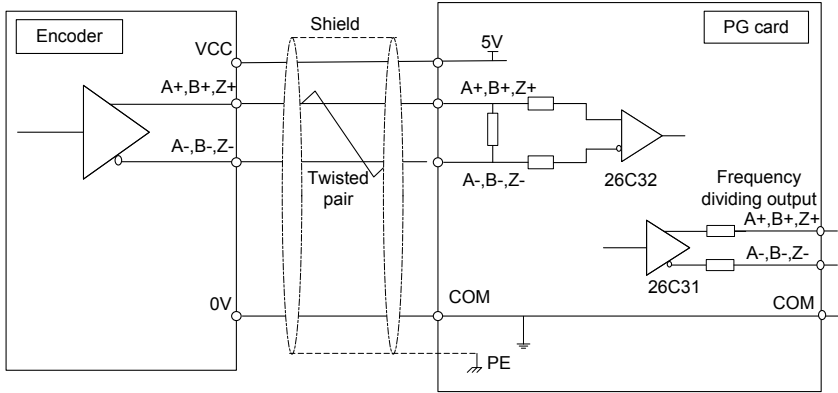 Encoder
Shield
PG card
VCC
5V
A+,B+,Z+
A+,B+,Z+
A-,B-,Z-
Twisted
pair
A-,B-,Z-
26C32
Frequency
dividing output
A+,B+,Z+
A-,B-,Z-
26C31
0V
COM
COM
PE